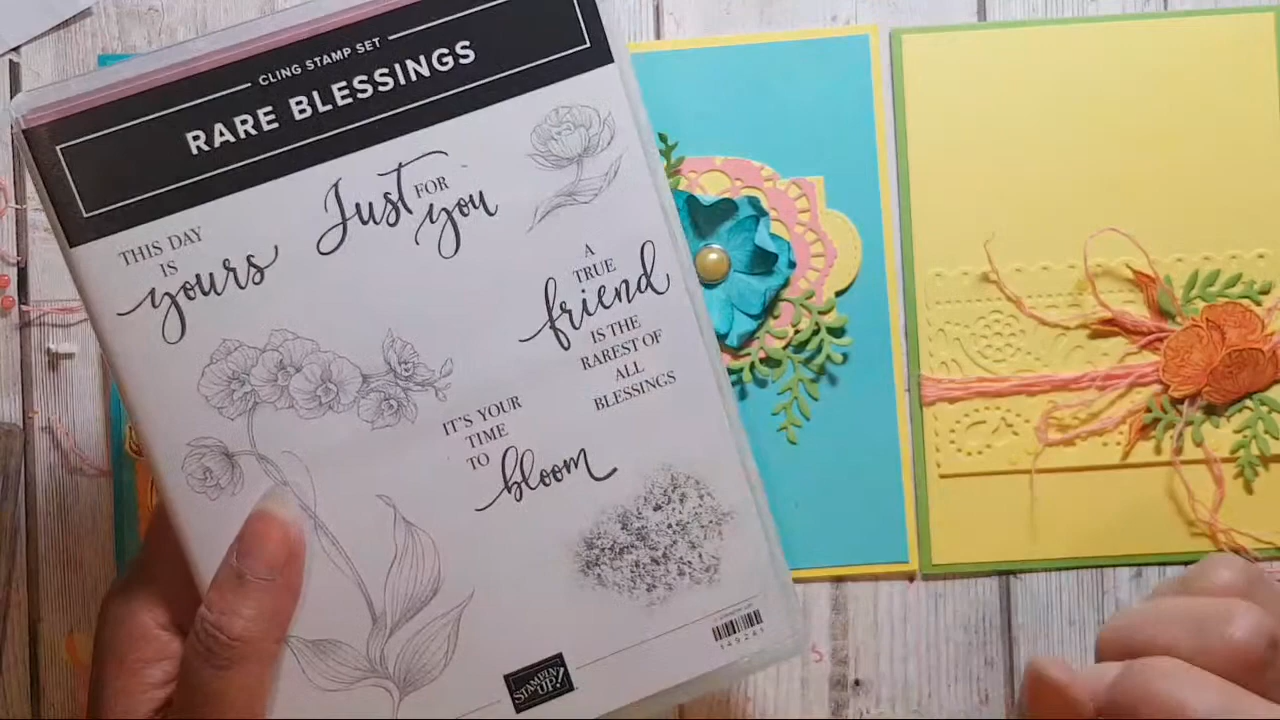 CLING STAMP SET
RARE BLESSINGS
THIS DAY
IS
yours
Just FOR
you
A
TRUE
friend
IS THE
RAREST OF
ALL
BLESSINGS
IT'S YOUR
TIME
TO bloom
STAMPIN'
UP!
149241